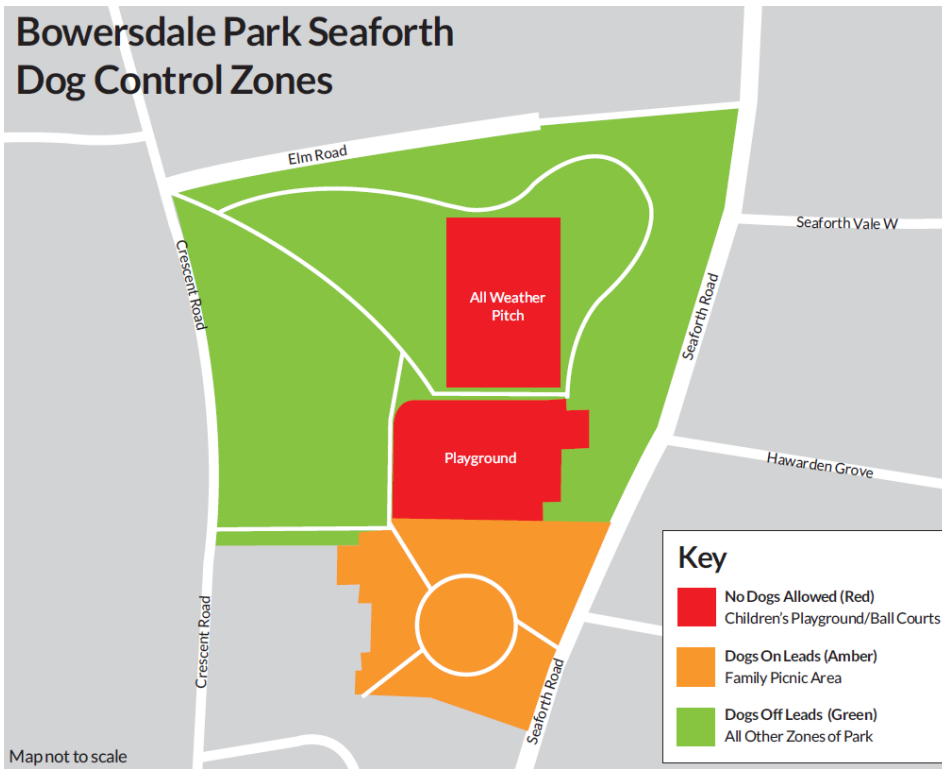 Bowersdale Park Seaforth
Dog Control Zones
Elm Road
Seaforth Vale W
Crescent Road
All Weather
Pitch
Seaforth Road
Playground
Hawarden Grove
Key
No Dogs Allowed (Red)
Children's Playground/Ball Courts
Dogs On Leads (Amber)
Family Picnic Area
Dogs Off Leads (Green)
All Other Zones of Park
Crescent Road
Seaforth Road
Map not to scale